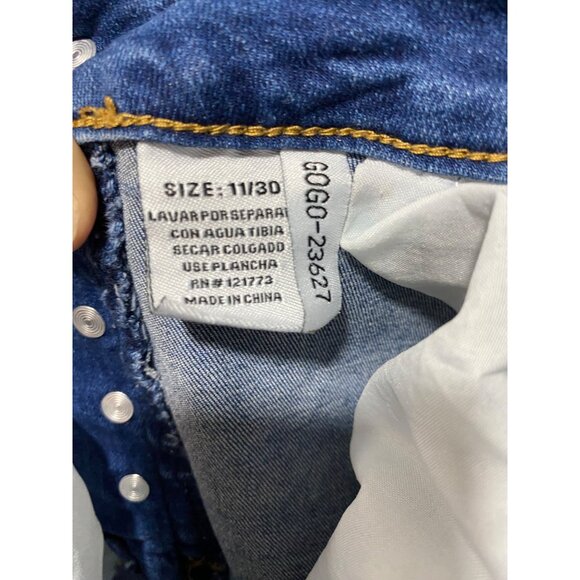 SIZE: 11/30
LAVAR POR SEPARA
CON AGUA TIBIA
SECAR COLGADO
USE PLANCHA
RN # 121773
MADE IN CHINA
GOGO-23627